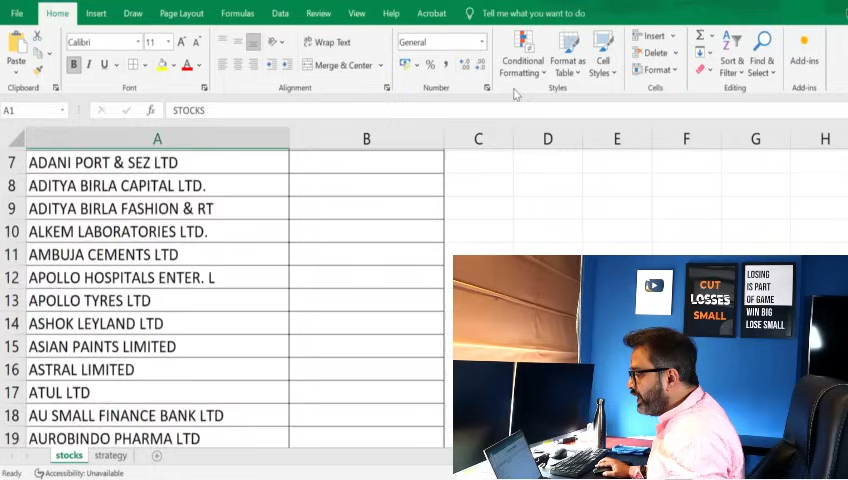 File Home Insert Draw Page Layout Formulas Data Review View Help Acrobat Tell me what you want to do
Calibri 11 Wrap Text General Insert
Paste Conditional Formatting Format as Table Cell Styles Delete Sort & Filter Find & Select Add-ins
B I U Merge & Center % Format
Clipboard Font Alignment Number Styles Cells Editing Add-ins
A1 fx STOCKS
A B C D E F G H
7 ADANI PORT & SEZ LTD
8 ADITYA BIRLA CAPITAL LTD.
9 ADITYA BIRLA FASHION & RT
10 ALKEM LABORATORIES LTD.
11 AMBUJA CEMENTS LTD
12 APOLLO HOSPITALS ENTER. L
13 APOLLO TYRES LTD
14 ASHOK LEYLAND LTD
15 ASIAN PAINTS LIMITED
16 ASTRAL LIMITED
17 ATUL LTD
18 AU SMALL FINANCE BANK LTD
19 AUROBINDO PHARMA LTD
CUT
LOSSES
SMALL
LOSING
IS PART
OF GAME
WIN BIG
LOSE SMALL
stocks strategy
Ready Accessibility: Unavailable